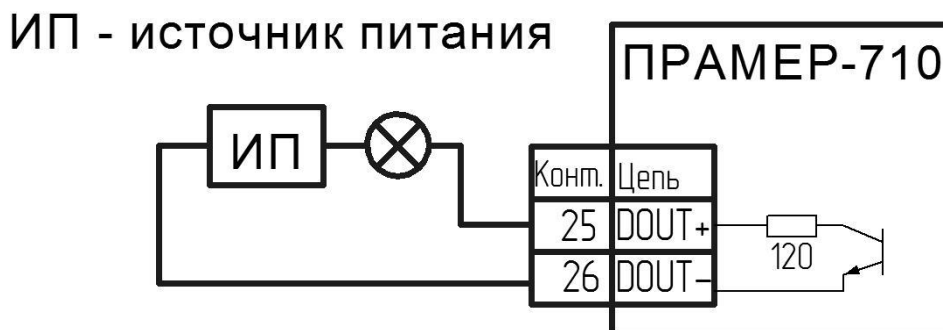 ИП - источник питания
ПРАМЕР-710
ИП
Конт. Цепь
25 DOUT+
26 DOUT-
120